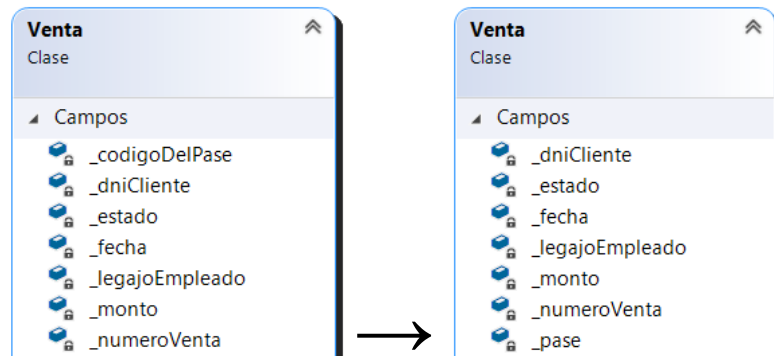 Venta
Clase
Campos
_codigoDelPase
_dniCliente
_estado
_fecha
_legajoEmpleado
_monto
_numeroVenta
Venta
Clase
Campos
_dniCliente
_estado
_fecha
_legajoEmpleado
_monto
_numeroVenta
_pase